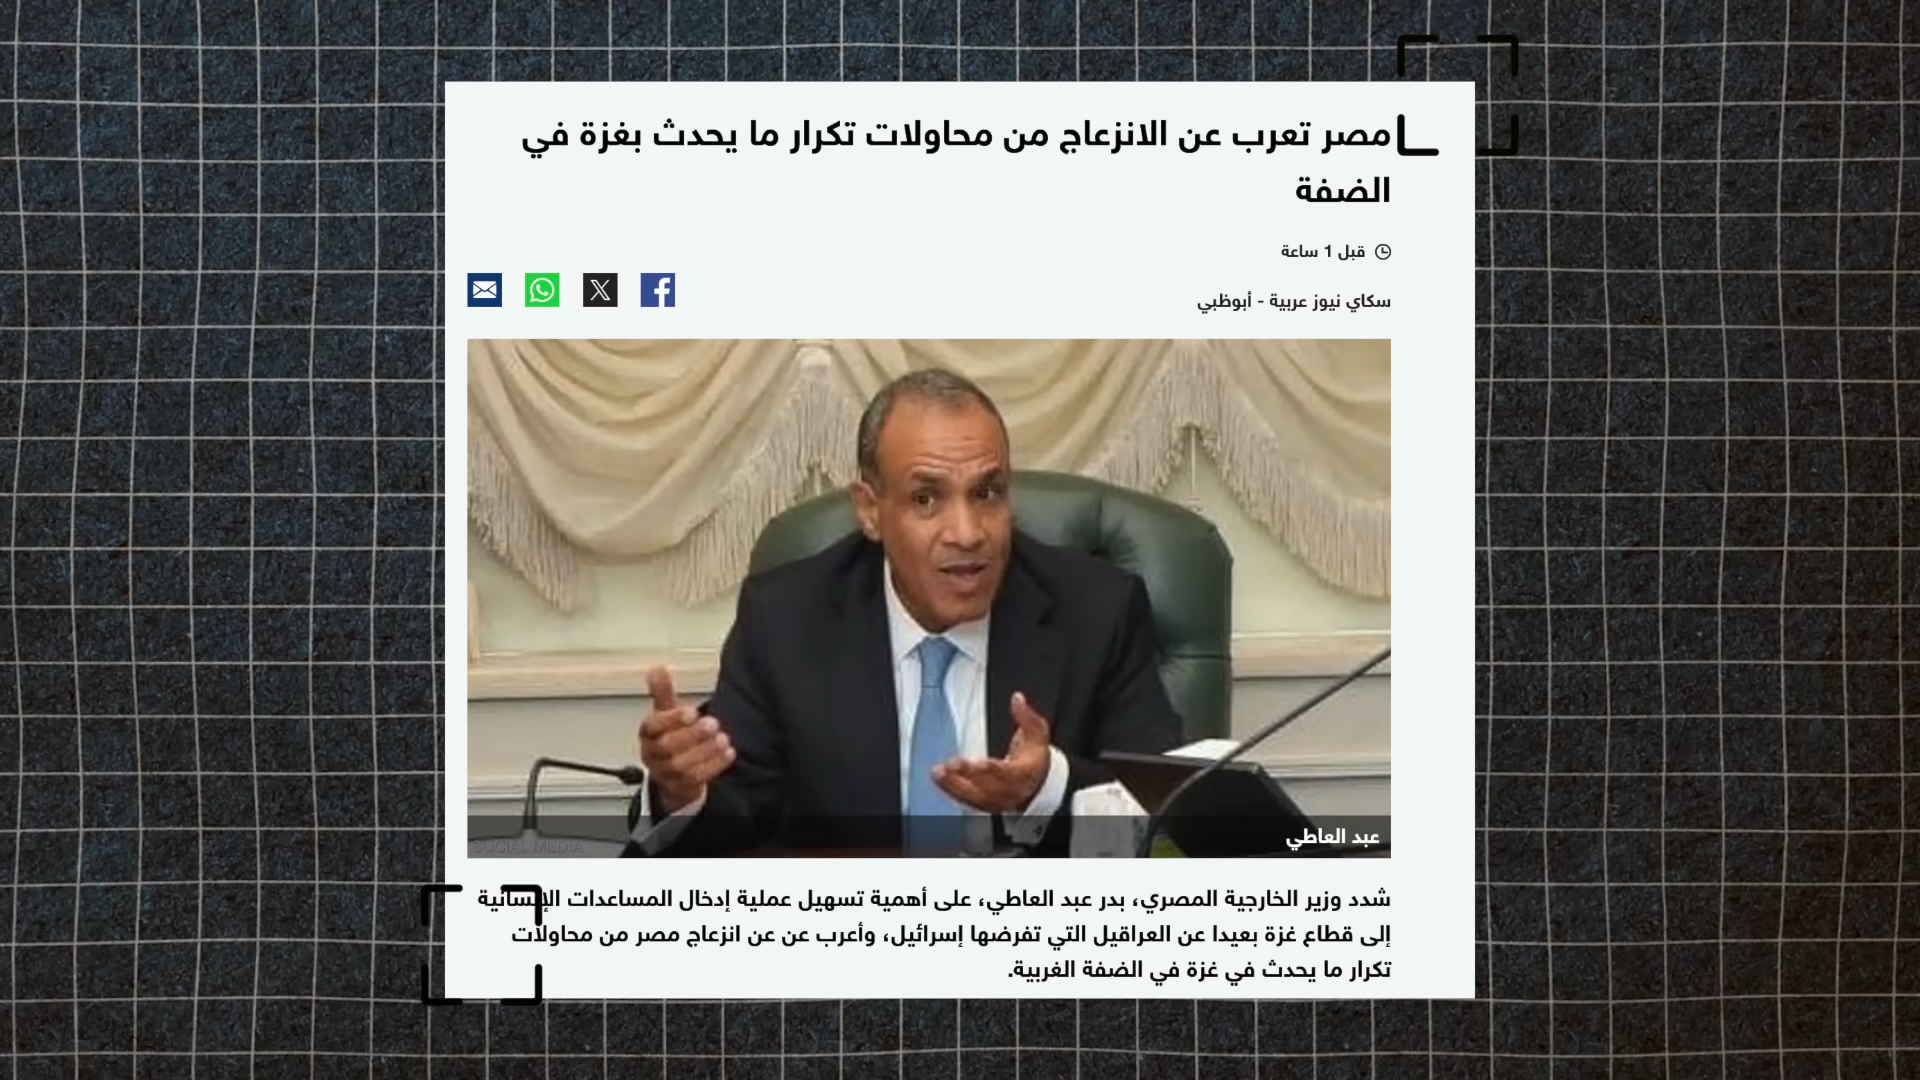 مصر تعرب عن الانزعاج من محاولات تكرار ما يحدث بغزة في
الضفة
قبل 1 ساعة
سكاي نيوز عربية - أبوظبي
SOCIAL MEDIA
عبد العاطي
شدد وزير الخارجية المصري، بدر عبد العاطي، على أهمية تسهيل عملية إدخال المساعدات الإنسانية
إلى قطاع غزة بعيدا عن العراقيل التي تفرضها إسرائيل، وأعرب عن عن انزعاج مصر من محاولات
تكرار ما يحدث في غزة في الضفة الغربية.